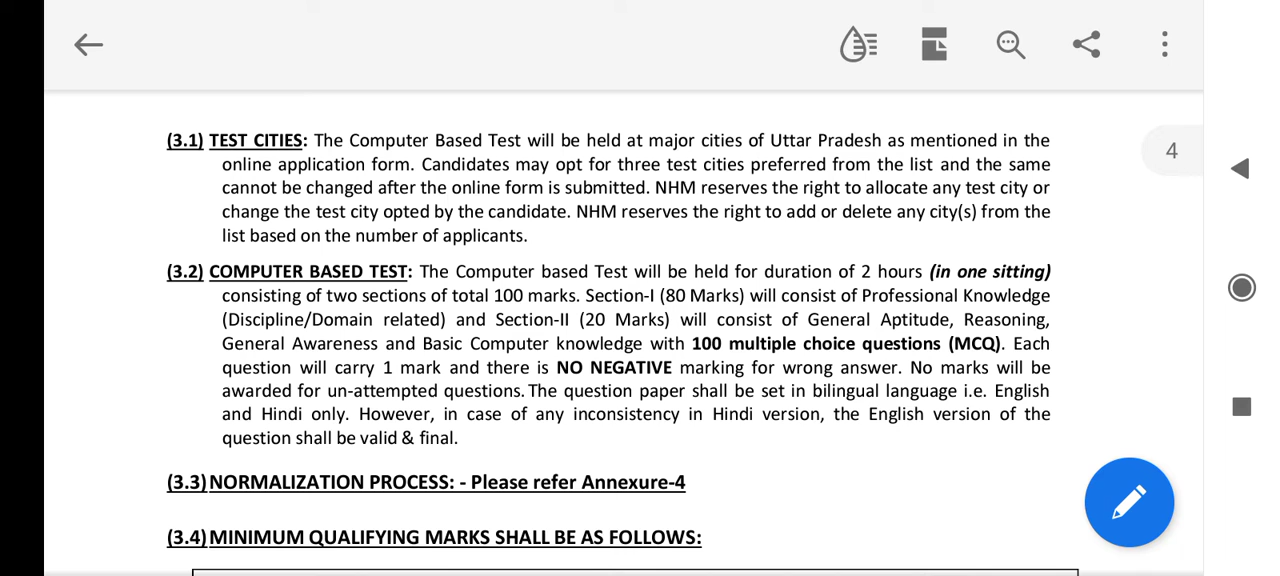 4
(3.1) TEST CITIES: The Computer Based Test will be held at major cities of Uttar Pradesh as mentioned in the
online application form. Candidates may opt for three test cities preferred from the list and the same
cannot be changed after the online form is submitted. NHM reserves the right to allocate any test city or
change the test city opted by the candidate. NHM reserves the right to add or delete any city(s) from the
list based on the number of applicants.
(3.2) COMPUTER BASED TEST: The Computer based Test will be held for duration of 2 hours (in one sitting)
consisting of two sections of total 100 marks. Section-I (80 Marks) will consist of Professional Knowledge
(Discipline/Domain related) and Section-II (20 Marks) will consist of General Aptitude, Reasoning,
General Awareness and Basic Computer knowledge with 100 multiple choice questions (MCQ). Each
question will carry 1 mark and there is NO NEGATIVE marking for wrong answer. No marks will be
awarded for un-attempted questions. The question paper shall be set in bilingual language i.e. English
and Hindi only. However, in case of any inconsistency in Hindi version, the English version of the
question shall be valid & final.
(3.3) NORMALIZATION PROCESS: - Please refer Annexure-4
(3.4) MINIMUM QUALIFYING MARKS SHALL BE AS FOLLOWS: